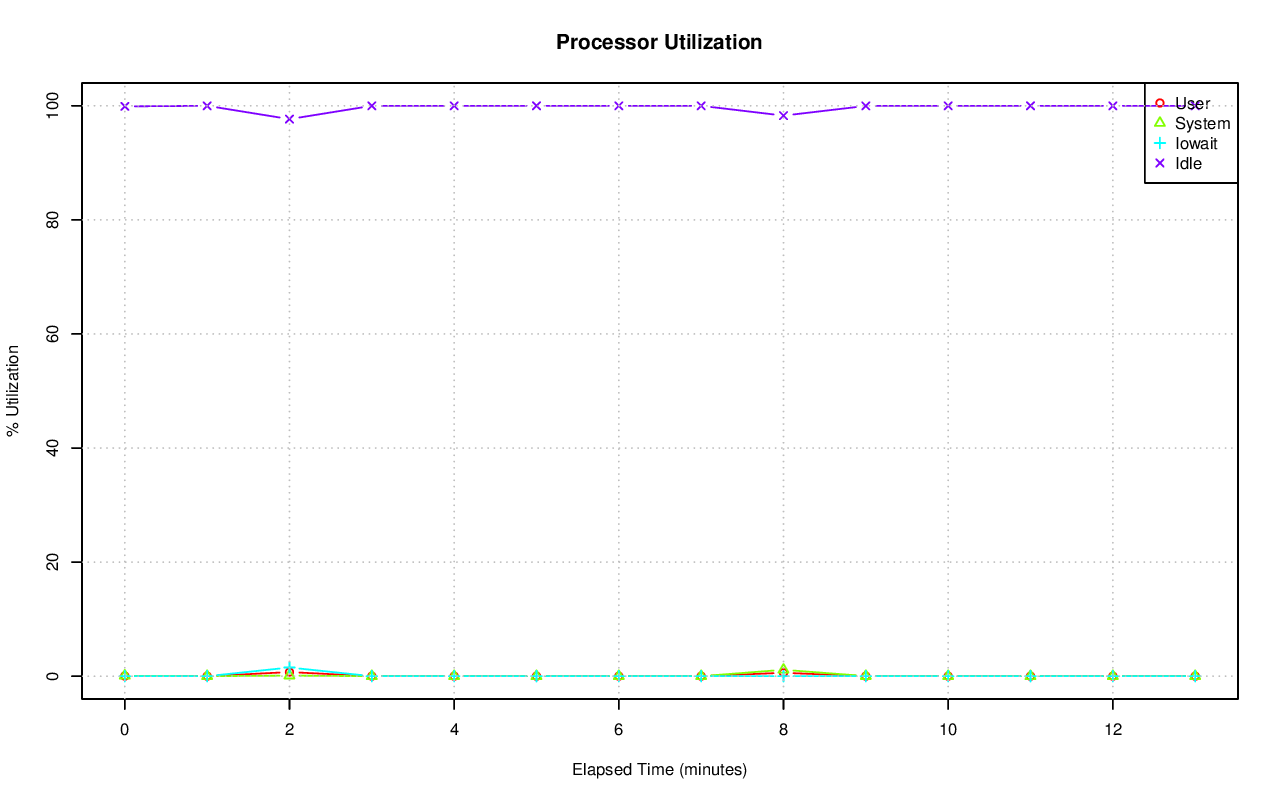 Processor Utilization
% Utilization
100
80
60
40
20
0
User
System
Iowait
Idle
0 2 4 6 8 10 12
Elapsed Time (minutes)